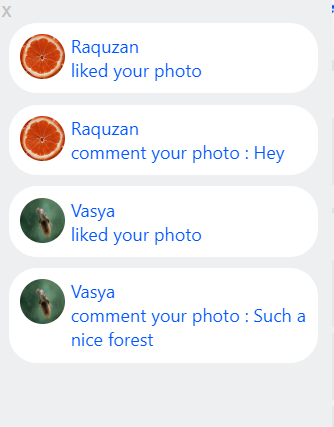 x
Raquzan
liked your photo
Raquzan
comment your photo : Hey
Vasya
liked your photo
Vasya
comment your photo : Such a
nice forest